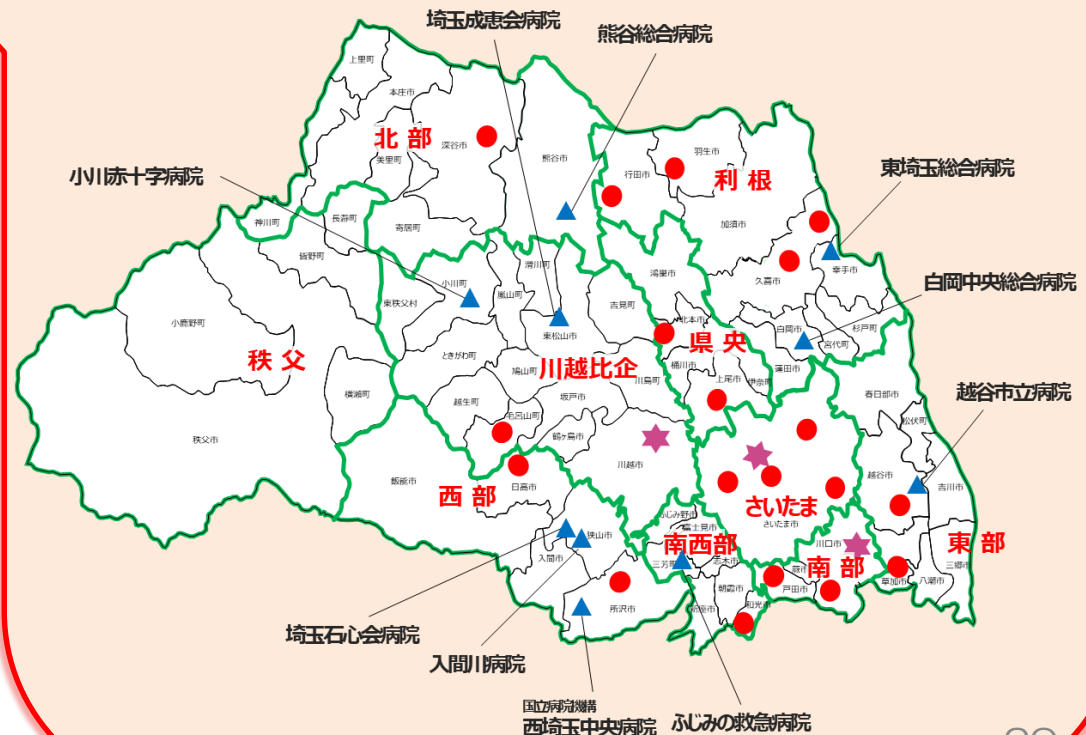 埼玉成恵会病院
熊谷総合病院
小川赤十字病院
東埼玉総合病院
白岡中央総合病院
越谷市立病院
埼玉石心会病院
入間川病院
国立病院機構
西埼玉中央病院
ふじみの救急病院
北部
利根
秩父
川越比企
県央
西部
さいたま
南西部
南部
東部
上里町
本庄市
美里町
深谷市
熊谷市
行田市
羽生市
加須市
神川町
長瀞町
寄居町
皆野町
小鹿野町
秩父市
横瀬町
東秩父村
小川町
嵐山町
滑川町
東松山市
吉見町
ときがわ町
鳩山町
川島町
越生町
毛呂山町
坂戸市
鶴ヶ島市
川越市
鴻巣市
北本市
桶川市
上尾市
伊奈町
久喜市
幸手市
白岡市
宮代町
杉戸町
蓮田市
春日部市
松伏町
越谷市
吉川市
三郷市
草加市
八潮市
さいたま市
川口市
蕨市
戸田市
飯能市
日高市
狭山市
入間市
所沢市
ふじみ野市
富士見市
三芳町
志木市
朝霞市
新座市
和光市